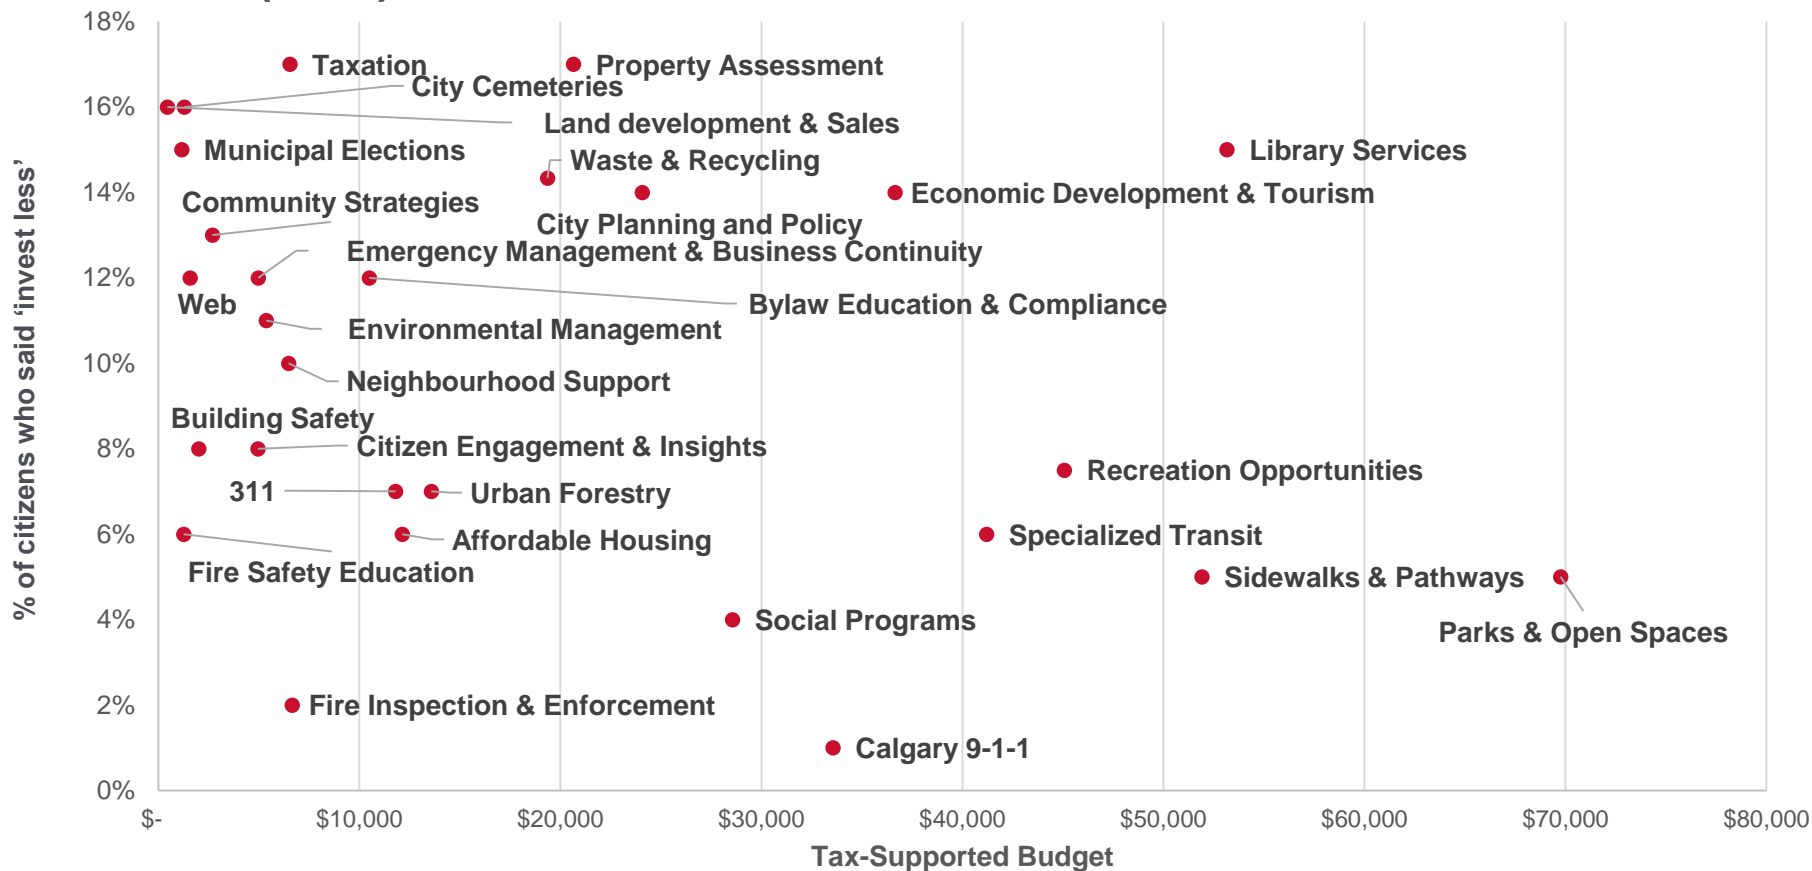 18%
16%
14%
12%
10%
8%
6%
4%
2%
0%
% of citizens who said ‘invest less’
Taxation
Property Assessment
City Cemeteries
Land development & Sales
Municipal Elections
Library Services
Waste & Recycling
Economic Development & Tourism
Community Strategies
City Planning and Policy
Emergency Management & Business Continuity
Web
Bylaw Education & Compliance
Environmental Management
Neighbourhood Support
Building Safety
Citizen Engagement & Insights
Recreation Opportunities
311
Urban Forestry
Affordable Housing
Specialized Transit
Fire Safety Education
Sidewalks & Pathways
Social Programs
Parks & Open Spaces
Fire Inspection & Enforcement
Calgary 9-1-1
$-
$10,000
$20,000
$30,000
$40,000
$50,000
$60,000
$70,000
$80,000
Tax-Supported Budget